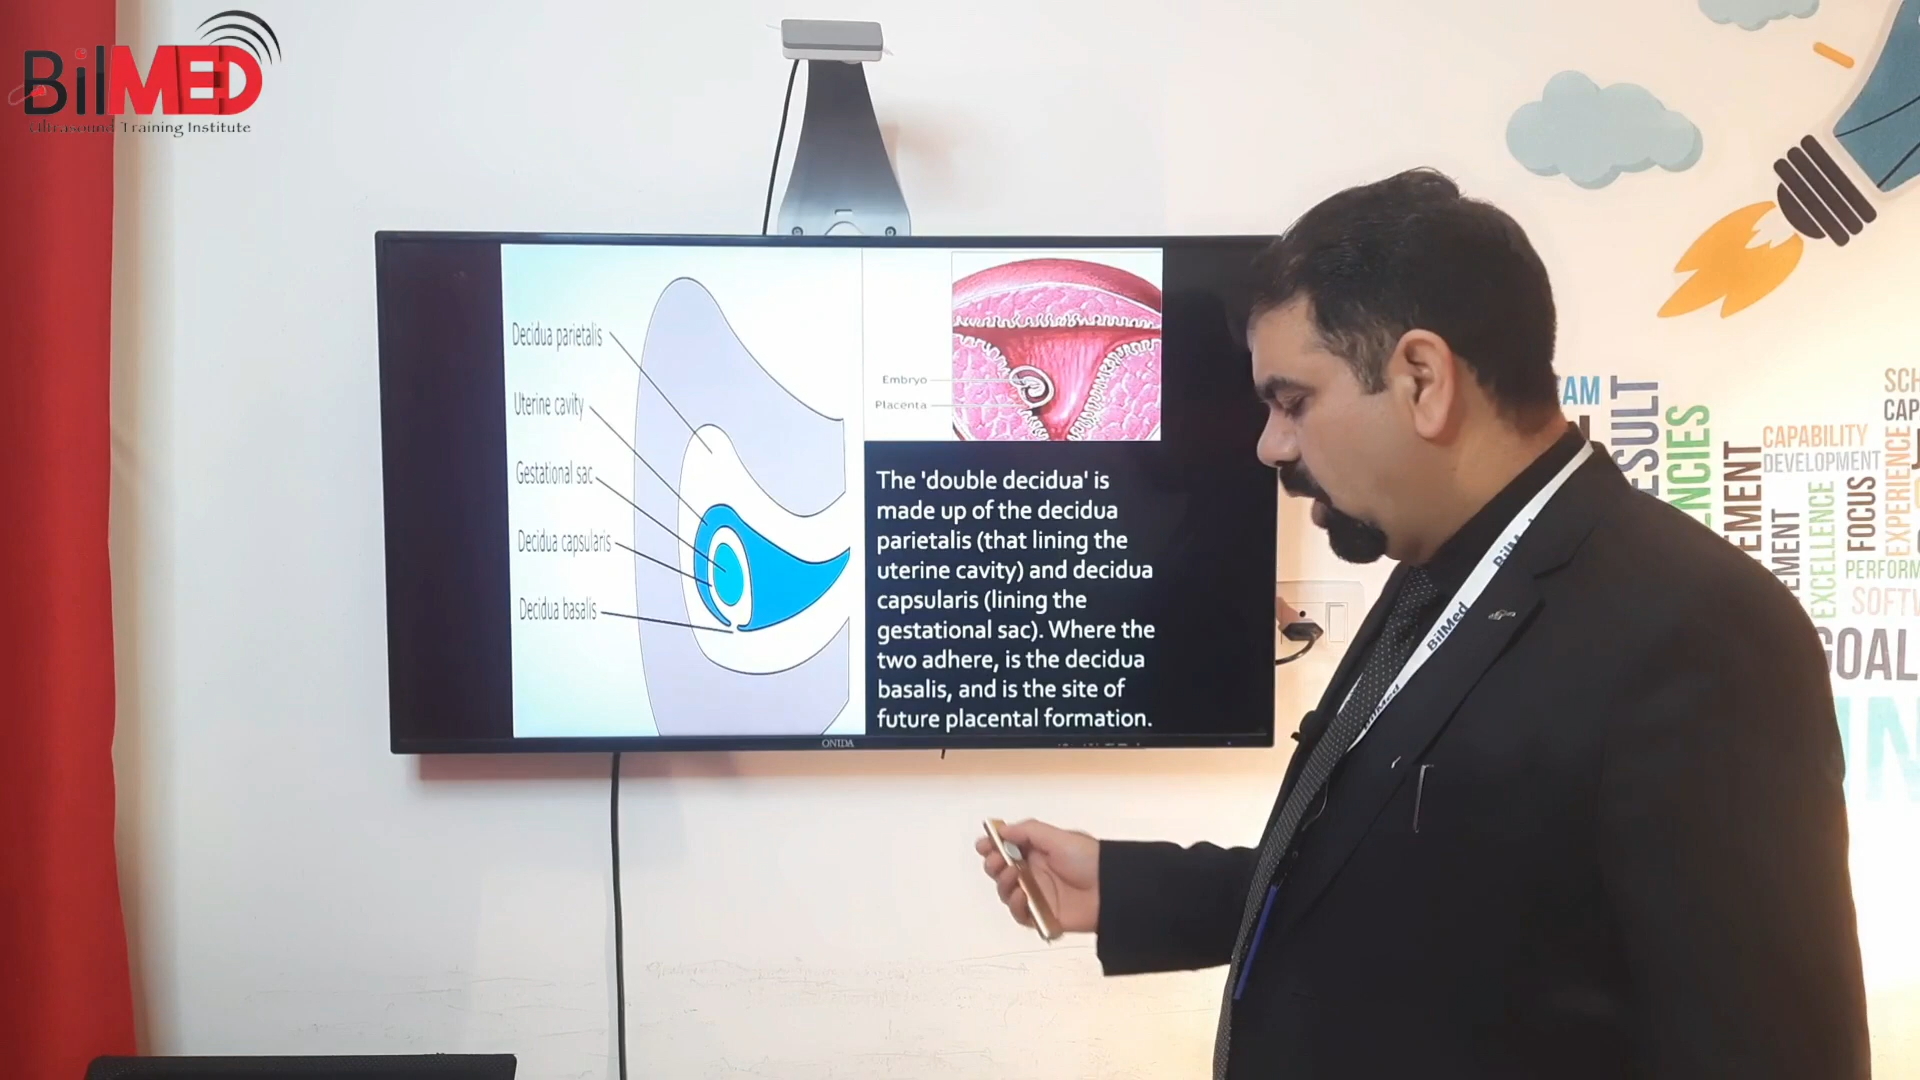 BilMED
Ultrasound Training Institute
Decidua parietalis
Uterine cavity
Gestational sac
Decidua capsularis
Decidua basalis
Embryo
Placenta
The 'double decidua' is
made up of the decidua
parietalis (that lining the
uterine cavity) and decidua
capsularis (lining the
gestational sac). Where the
two adhere, is the decidua
basalis, and is the site of
future placental formation.
ONIDA
BilMed
BilMed
CAPABILITY
DEVELOPMENT
EXCELLENCE
FOCUS
EXPERIENCE
PERFORM
SOFT
GOAL